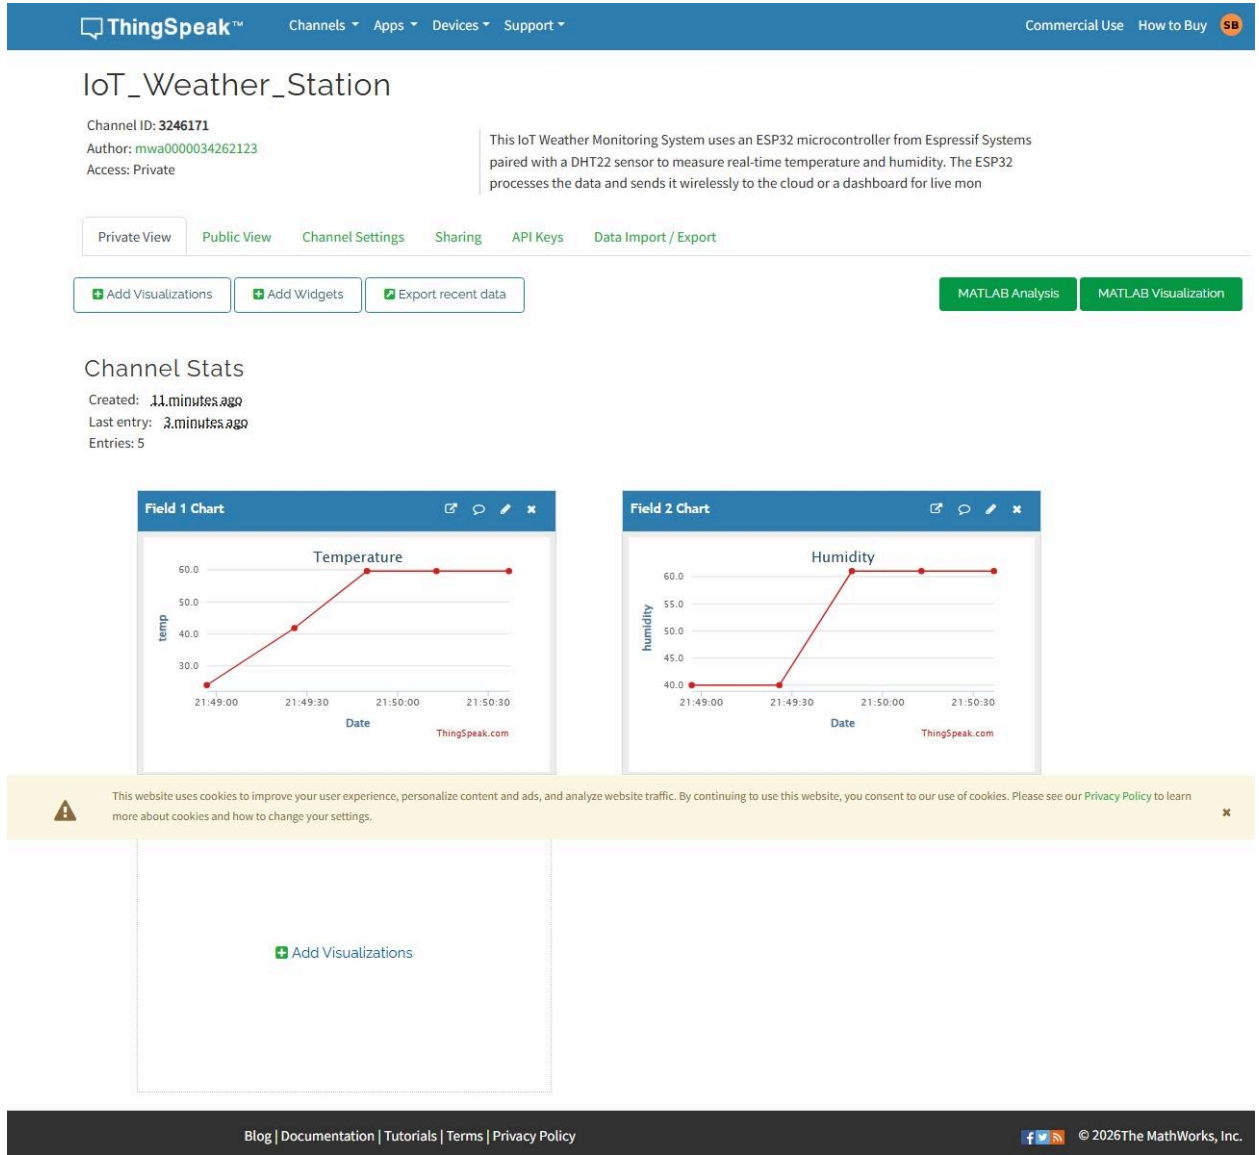 ThingSpeak™ Channels Apps Devices Support Commercial Use How to Buy SB
IoT_Weather_Station
Channel ID: 3246171
Author: mwa0000034262123
Access: Private
This IoT Weather Monitoring System uses an ESP32 microcontroller from Espressif Systems
paired with a DHT22 sensor to measure real-time temperature and humidity. The ESP32
processes the data and sends it wirelessly to the cloud or a dashboard for live mon
Private View Public View Channel Settings Sharing API Keys Data Import / Export
Add Visualizations Add Widgets Export recent data MATLAB Analysis MATLAB Visualization
Channel Stats
Created: 11 minutes ago
Last entry: 3 minutes ago
Entries: 5
Field 1 Chart
Temperature
temp
60.0
50.0
40.0
30.0
21:49:00 21:49:30 21:50:00 21:50:30
Date
ThingSpeak.com
Field 2 Chart
Humidity
humidity
60.0
55.0
50.0
45.0
40.0
21:49:00 21:49:30 21:50:00 21:50:30
Date
ThingSpeak.com
This website uses cookies to improve your user experience, personalize content and ads, and analyze website traffic. By continuing to use this website, you consent to our use of cookies. Please see our Privacy Policy to learn
more about cookies and how to change your settings.
Add Visualizations
Blog | Documentation | Tutorials | Terms | Privacy Policy © 2026The MathWorks, Inc.